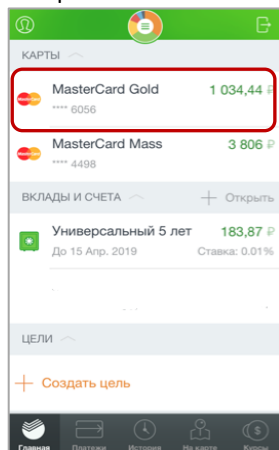 КАРТЫ
MasterCard Gold 1 034,44 ₽
**** 6056
MasterCard Mass 3 806 ₽
**** 4498
ВКЛАДЫ И СЧЕТА + Открыть
Универсальный 5 лет 183,87 ₽
До 15 Апр. 2019 Ставка: 0.01%
ЦЕЛИ
+ Создать цель
Главная Платежи История На карте Курсы